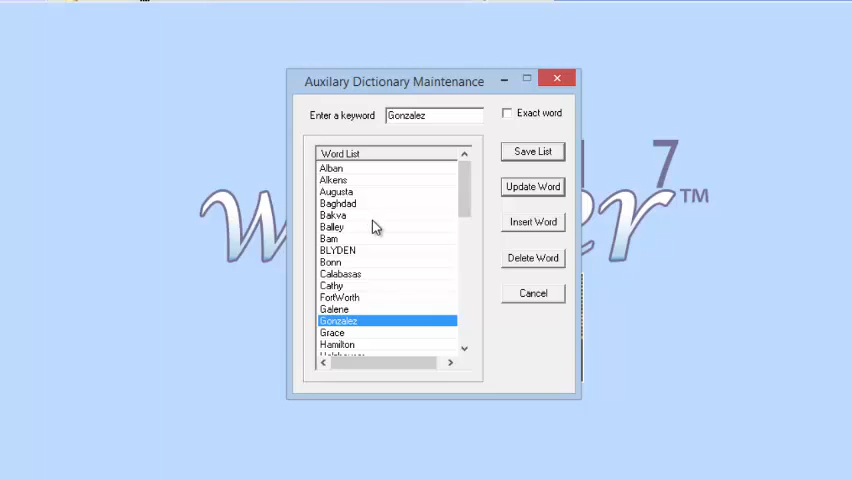 Auxilary Dictionary Maintenance
Enter a keyword Gonzalez Exact word
Word List
Alban
Alkens
Augusta
Baghdad
Bakva
Balley
Bam
BLYDEN
Bonn
Calabasas
Cathy
FortWorth
Galene
Gonzalez
Grace
Hamilton
Save List
Update Word
Insert Word
Delete Word
Cancel
7
TM